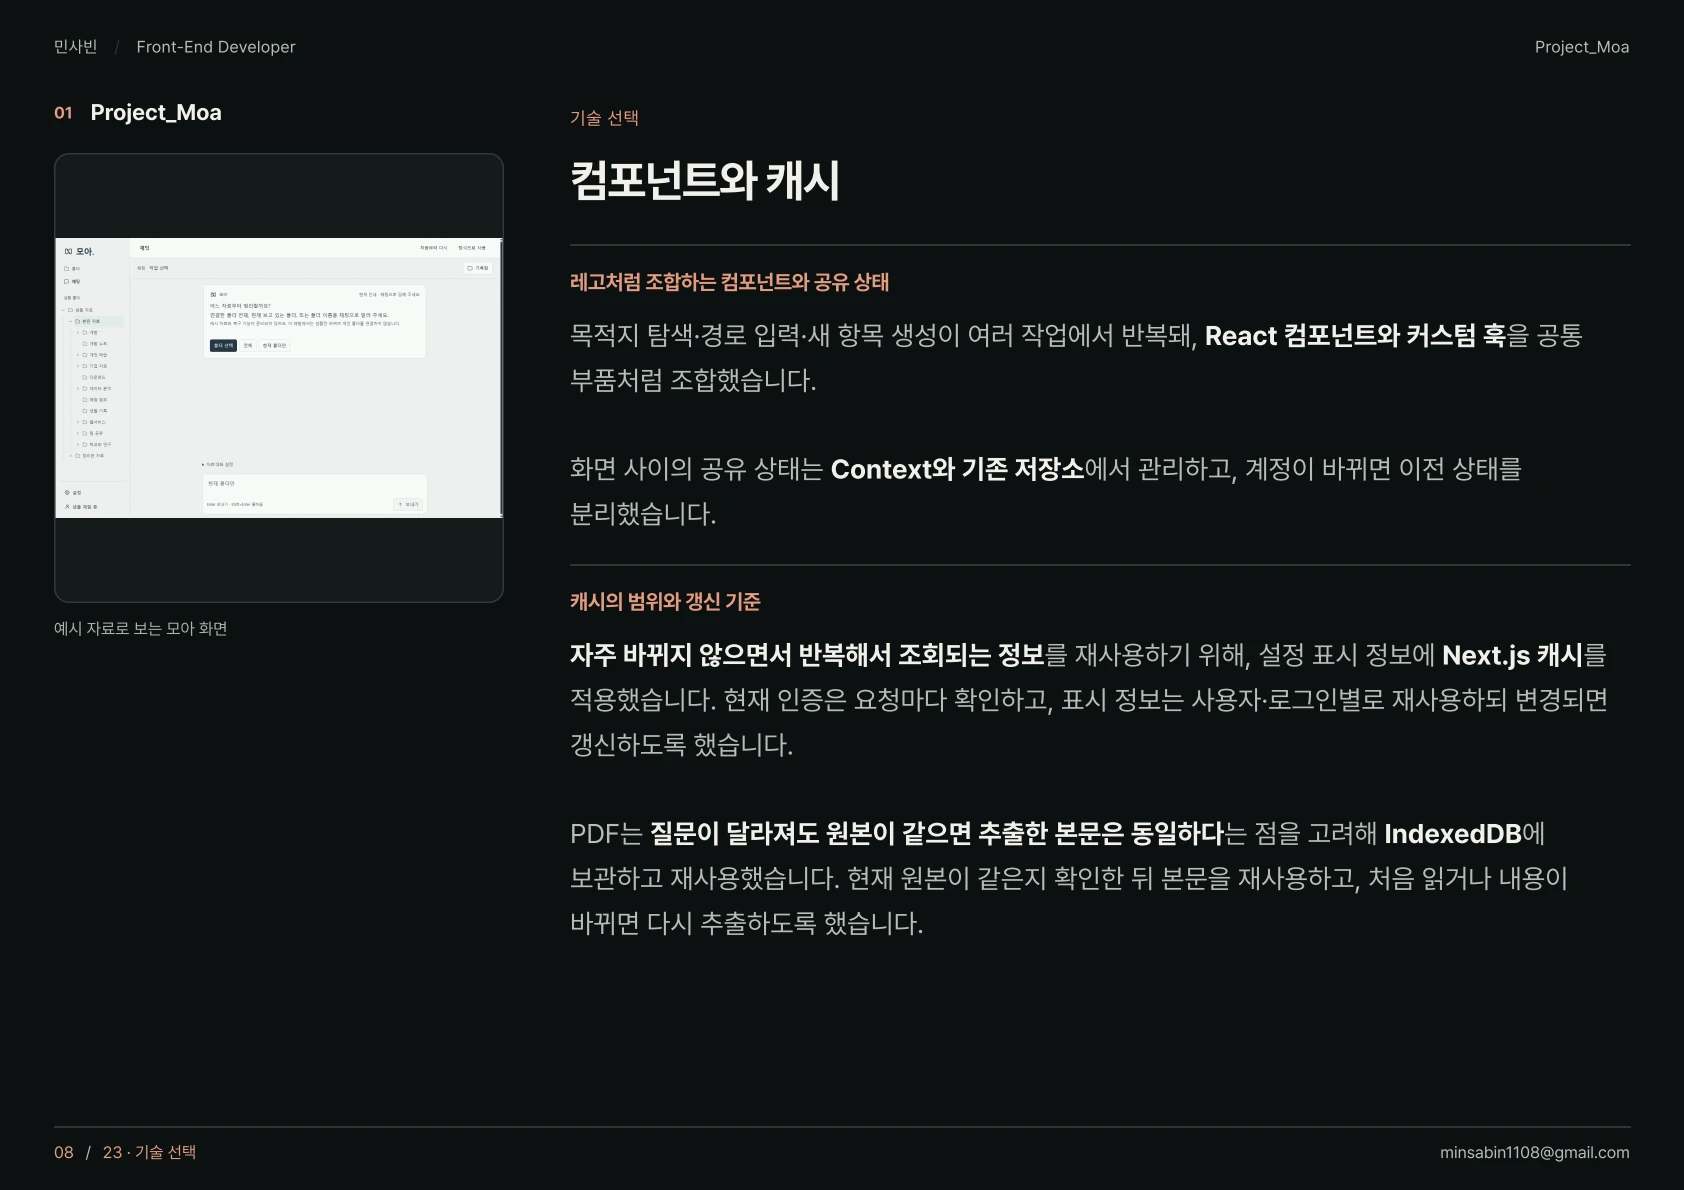 민사빈 / Front-End Developer
Project_Moa
01 Project_Moa
모아.
채팅
폴더 선택
전체
현재 폴더만
설정
예시 자료로 보는 모아 화면
기술 선택
컴포넌트와 캐시
레고처럼 조합하는 컴포넌트와 공유 상태
목적지 탐색·경로 입력·새 항목 생성이 여러 작업에서 반복돼, React 컴포넌트와 커스텀 훅을 공통
부품처럼 조합했습니다.
화면 사이의 공유 상태는 Context와 기존 저장소에서 관리하고, 계정이 바뀌면 이전 상태를
분리했습니다.
캐시의 범위와 갱신 기준
자주 바뀌지 않으면서 반복해서 조회되는 정보를 재사용하기 위해, 설정 표시 정보에 Next.js 캐시를
적용했습니다. 현재 인증은 요청마다 확인하고, 표시 정보는 사용자·로그인별로 재사용하되 변경되면
갱신하도록 했습니다.
PDF는 질문이 달라져도 원본이 같으면 추출한 본문은 동일하다는 점을 고려해 IndexedDB에
보관하고 재사용했습니다. 현재 원본이 같은지 확인한 뒤 본문을 재사용하고, 처음 읽거나 내용이
바뀌면 다시 추출하도록 했습니다.
08 / 23 · 기술 선택
minsabin1108@gmail.com